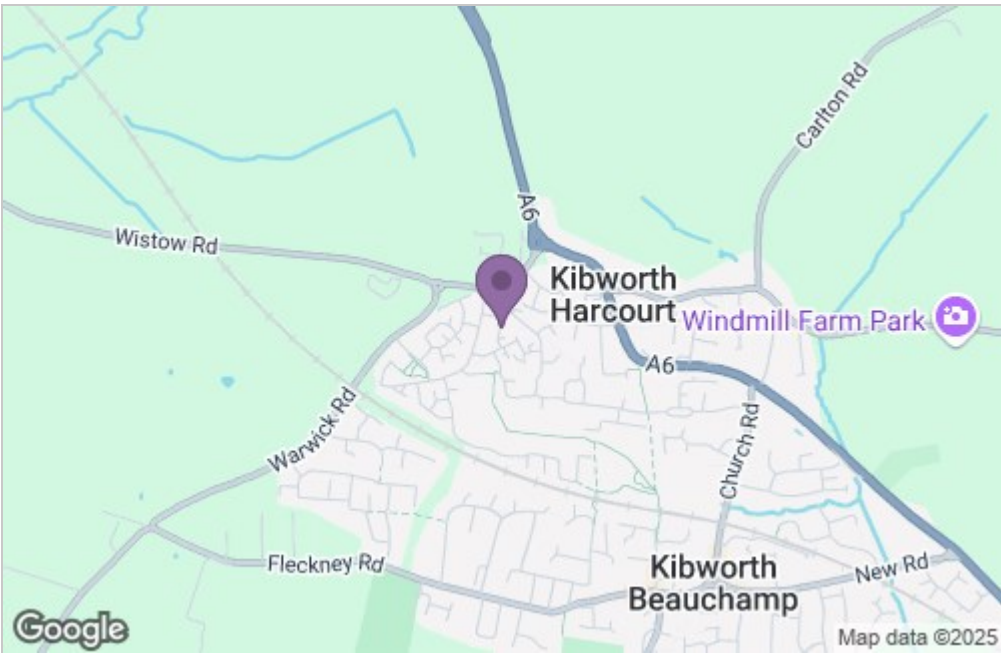 Carlton Rd
A6
Wistow Rd
Kibworth
Harcourt
Windmill Farm Park
A6
Warwick Rd
Church Rd
Fleckney Rd
Kibworth
Beauchamp
New Rd
Google
Map data ©2025